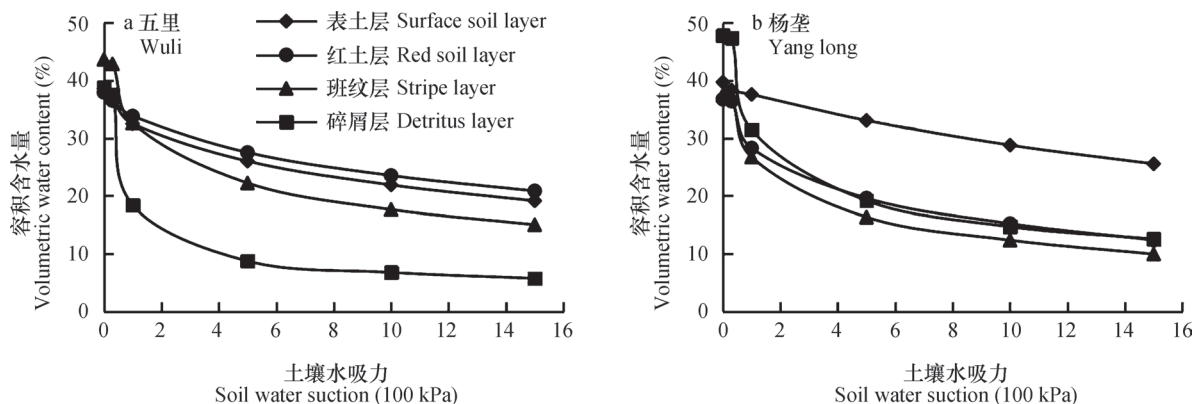 a 五里
Wuli
表土层 Surface soil layer
红土层 Red soil layer
班纹层 Stripe layer
碎屑层 Detritus layer
容积含水量
Volumetric water content (%)
50
40
30
20
10
0
0 2 4 6 8 10 12 14 16
土壤水吸力
Soil water suction (100 kPa)
b 杨垄
Yang long
容积含水量
Volumetric water content (%)
50
40
30
20
10
0
0 2 4 6 8 10 12 14 16
土壤水吸力
Soil water suction (100 kPa)